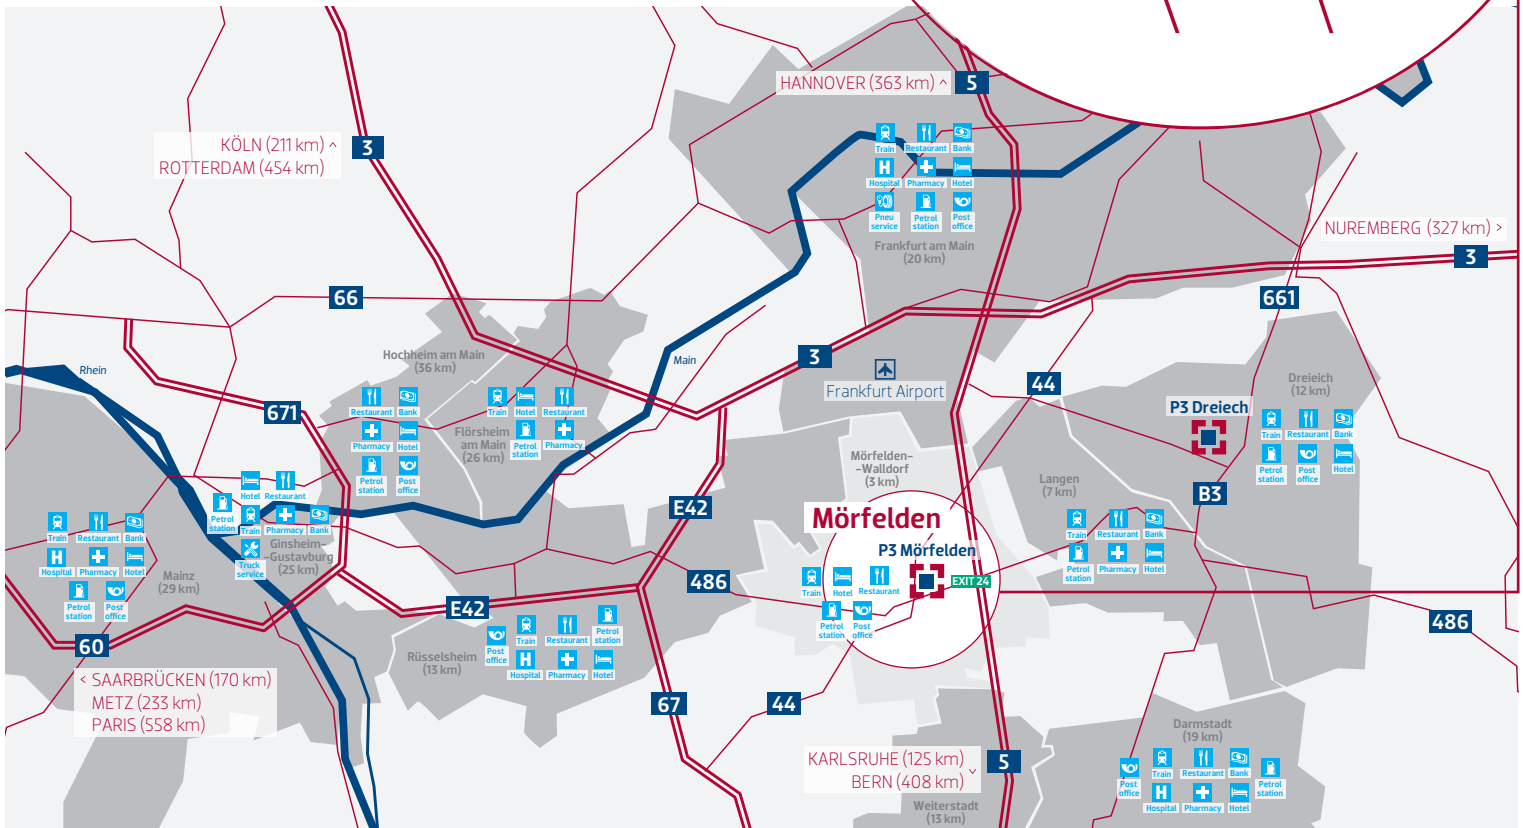 HANNOVER (363 km) ^
5
KÖLN (211 km) ^
ROTTERDAM (454 km)
3
Train
Restaurant
Bank
Hospital
Pharmacy
Hotel
Pneu
service
Petrol
station
Post
office
Frankfurt am Main
(20 km)
NUREMBERG (327 km) >
3
66
661
Hochheim am Main
(36 km)
Main
3
Rhein
Frankfurt Airport
44
Dreieich
(12 km)
671
Restaurant
Bank
Pharmacy
Hotel
Petrol
station
Post
office
Train
Hotel
Restaurant
Petrol
station
Pharmacy
Flörsheim
am Main
(26 km)
P3 Dreiech
Train
Restaurant
Bank
Petrol
station
Post
office
Hotel
Mörfelden-
-Walldorf
(3 km)
Langen
(7 km)
B3
Hotel
Restaurant
Petrol
station
Train
Pharmacy
Bank
Truck
service
Ginsheim-
-Gustavburg
(25 km)
E42
Mörfelden
P3 Mörfelden
EXIT 24
Train
Hotel
Restaurant
Petrol
station
Post
office
Train
Restaurant
Bank
Petrol
station
Pharmacy
Hotel
Train
Restaurant
Bank
Hospital
Pharmacy
Hotel
Petrol
station
Post
office
Mainz
(29 km)
486
E42
Post
office
Train
Restaurant
Petrol
station
Hospital
Pharmacy
Hotel
Rüsselsheim
(13 km)
486
60
< SAARBRÜCKEN (170 km)
METZ (233 km)
PARIS (558 km)
67
44
Darmstadt
(19 km)
KARLSRUHE (125 km)
BERN (408 km) ˅
5
Post
office
Train
Restaurant
Bank
Petrol
station
Hospital
Pharmacy
Hotel
Weiterstadt
(13 km)